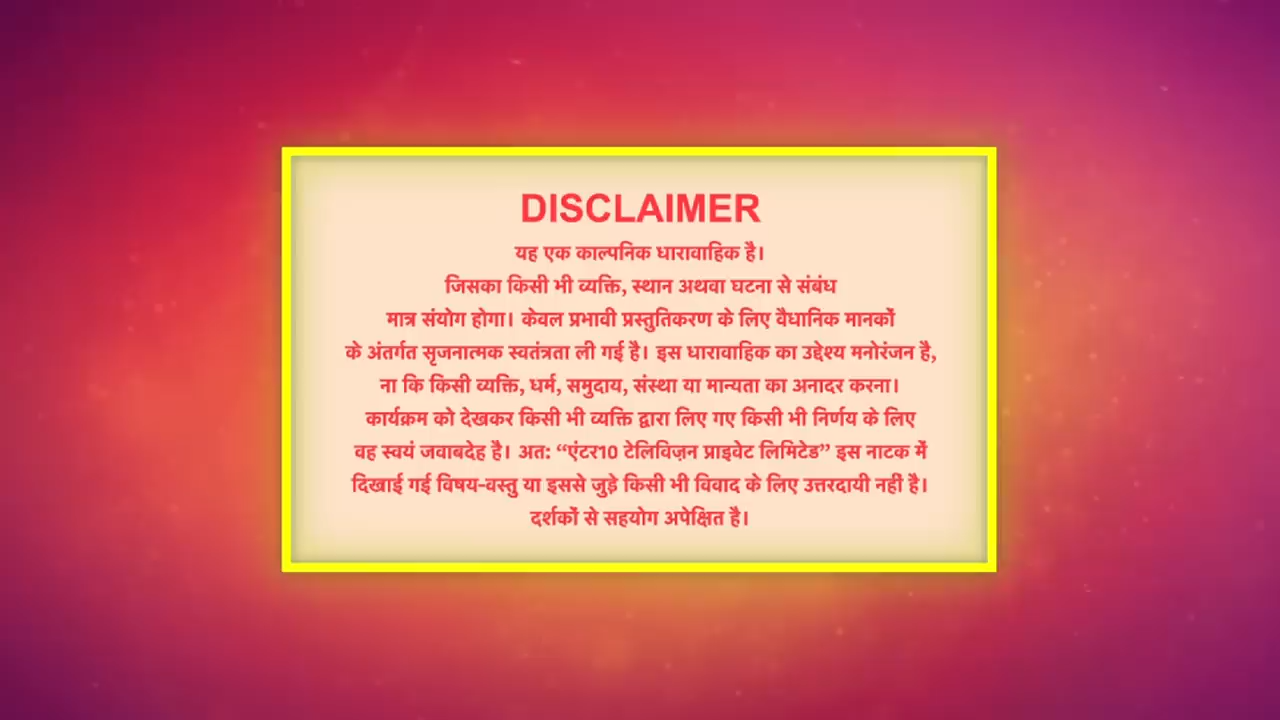 DISCLAIMER
यह एक काल्पनिक धारावाहिक है।
जिसका किसी भी व्यक्ति, स्थान अथवा घटना से संबंध
मात्र संयोग होगा। केवल प्रभावी प्रस्तुतिकरण के लिए वैधानिक मानकों
के अंतर्गत सृजनात्मक स्वतंत्रता ली गई है। इस धारावाहिक का उद्देश्य मनोरंजन है,
ना कि किसी व्यक्ति, धर्म, समुदाय, संस्था या मान्यता का अनादर करना।
कार्यक्रम को देखकर किसी भी व्यक्ति द्वारा लिए गए किसी भी निर्णय के लिए
वह स्वयं जवाबदेह है। अत: “एंटर10 टेलिविज़न प्राइवेट लिमिटेड” इस नाटक में
दिखाई गई विषय-वस्तु या इससे जुड़े किसी भी विवाद के लिए उत्तरदायी नहीं है।
दर्शकों से सहयोग अपेक्षित है।